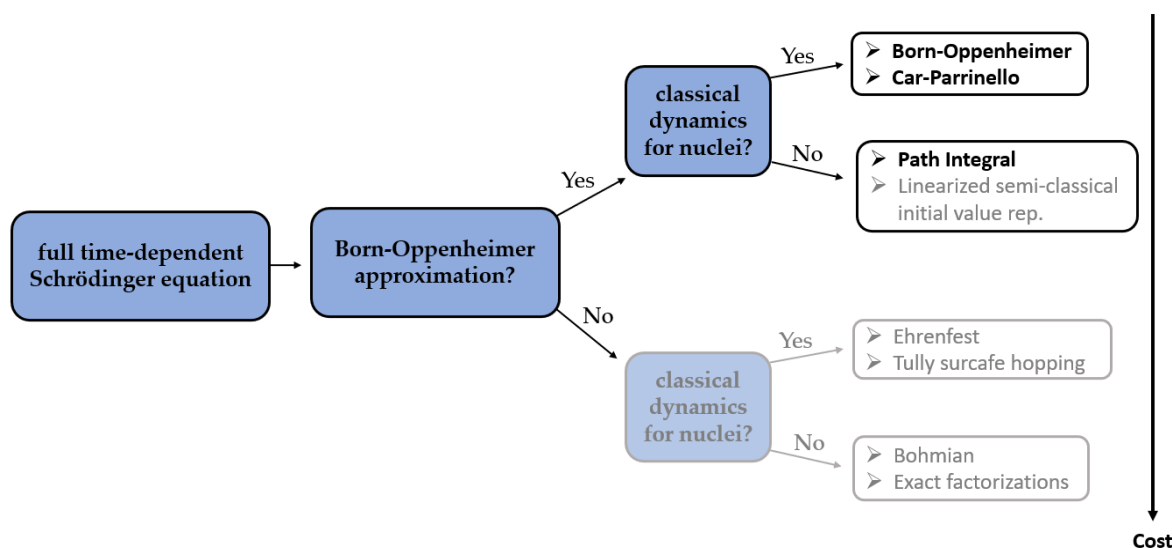 full time-dependent
Schrödinger equation
Born-Oppenheimer
approximation?
Yes
No
classical
dynamics
for nuclei?
Yes
➢ Born-Oppenheimer
➢ Car-Parrinello
No
➢ Path Integral
➢ Linearized semi-classical
initial value rep.
classical
dynamics
for nuclei?
Yes
➢ Ehrenfest
➢ Tully surcafe hopping
No
➢ Bohmian
➢ Exact factorizations
Cost